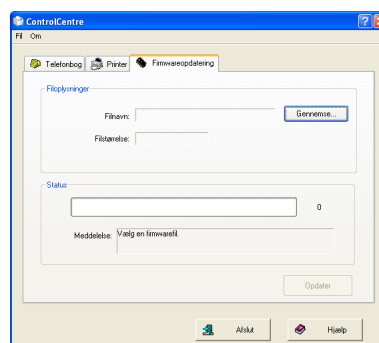 ControlCentre
Fil Om
Telefonbog Printer Firmwareopdatering
Filoplysninger
Filnavn: Gennemse...
Filstørrelse:
Status
0
Meddelelse: Vælg en firmwarefil.
Opdater
Afslut Hjælp